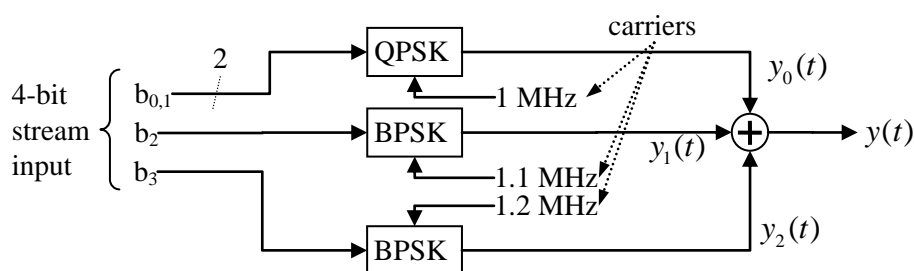 carriers
2
QPSK
y₀(t)
4-bit
stream
input
b₀,₁
1 MHz
b₂
BPSK
y₁(t)
+
y(t)
b₃
1.1 MHz
1.2 MHz
BPSK
y₂(t)